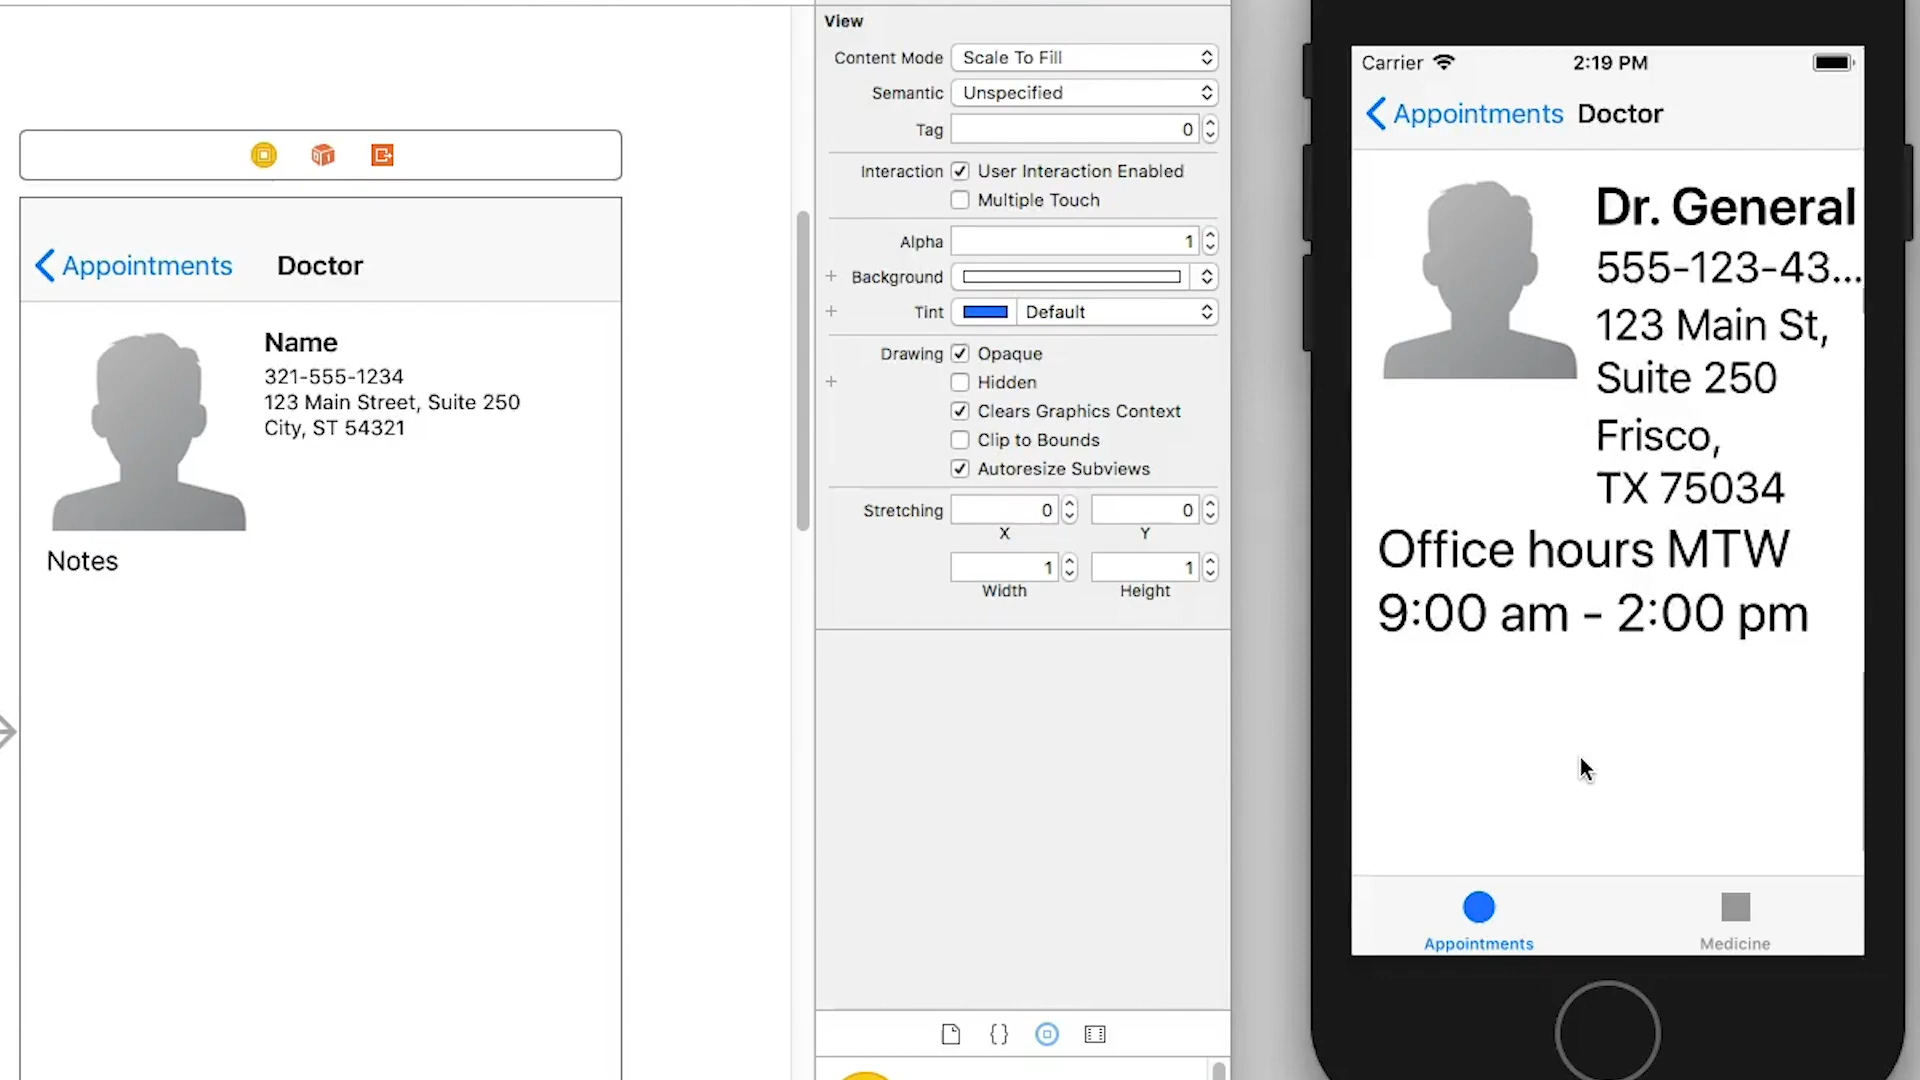 Appointments
Doctor
Name
321-555-1234
123 Main Street, Suite 250
City, ST 54321
Notes
View
Content Mode
Scale To Fill
Semantic
Unspecified
Tag
0
Interaction
User Interaction Enabled
Multiple Touch
Alpha
1
Background
Tint
Default
Drawing
Opaque
Hidden
Clears Graphics Context
Clip to Bounds
Autoresize Subviews
Stretching
0
0
X
Y
1
1
Width
Height
Carrier
2:19 PM
Appointments
Doctor
Dr. General
555-123-43...
123 Main St,
Suite 250
Frisco,
TX 75034
Office hours MTW
9:00 am - 2:00 pm
Appointments
Medicine